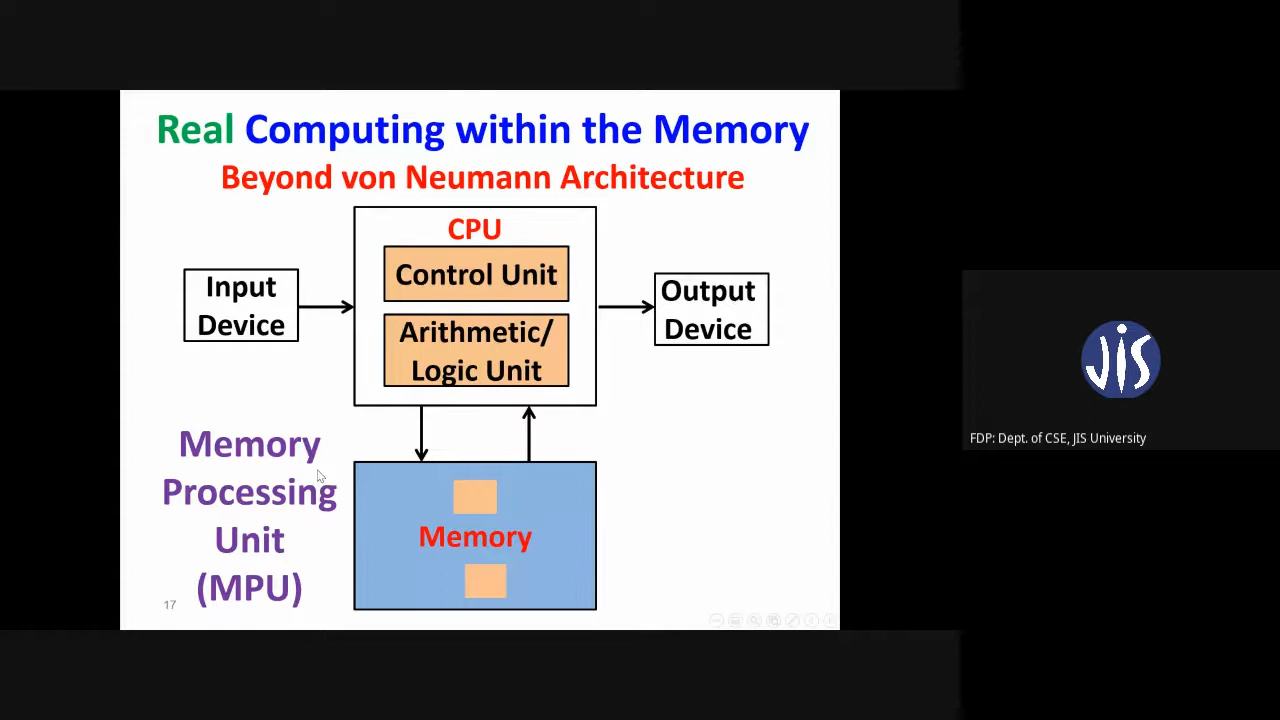 Real Computing within the Memory
Beyond von Neumann Architecture
CPU
Control Unit
Input
Device
Arithmetic/
Logic Unit
Output
Device
Memory
Processing
Unit
(MPU)
Memory
17
JIS
FDP: Dept. of CSE, JIS University